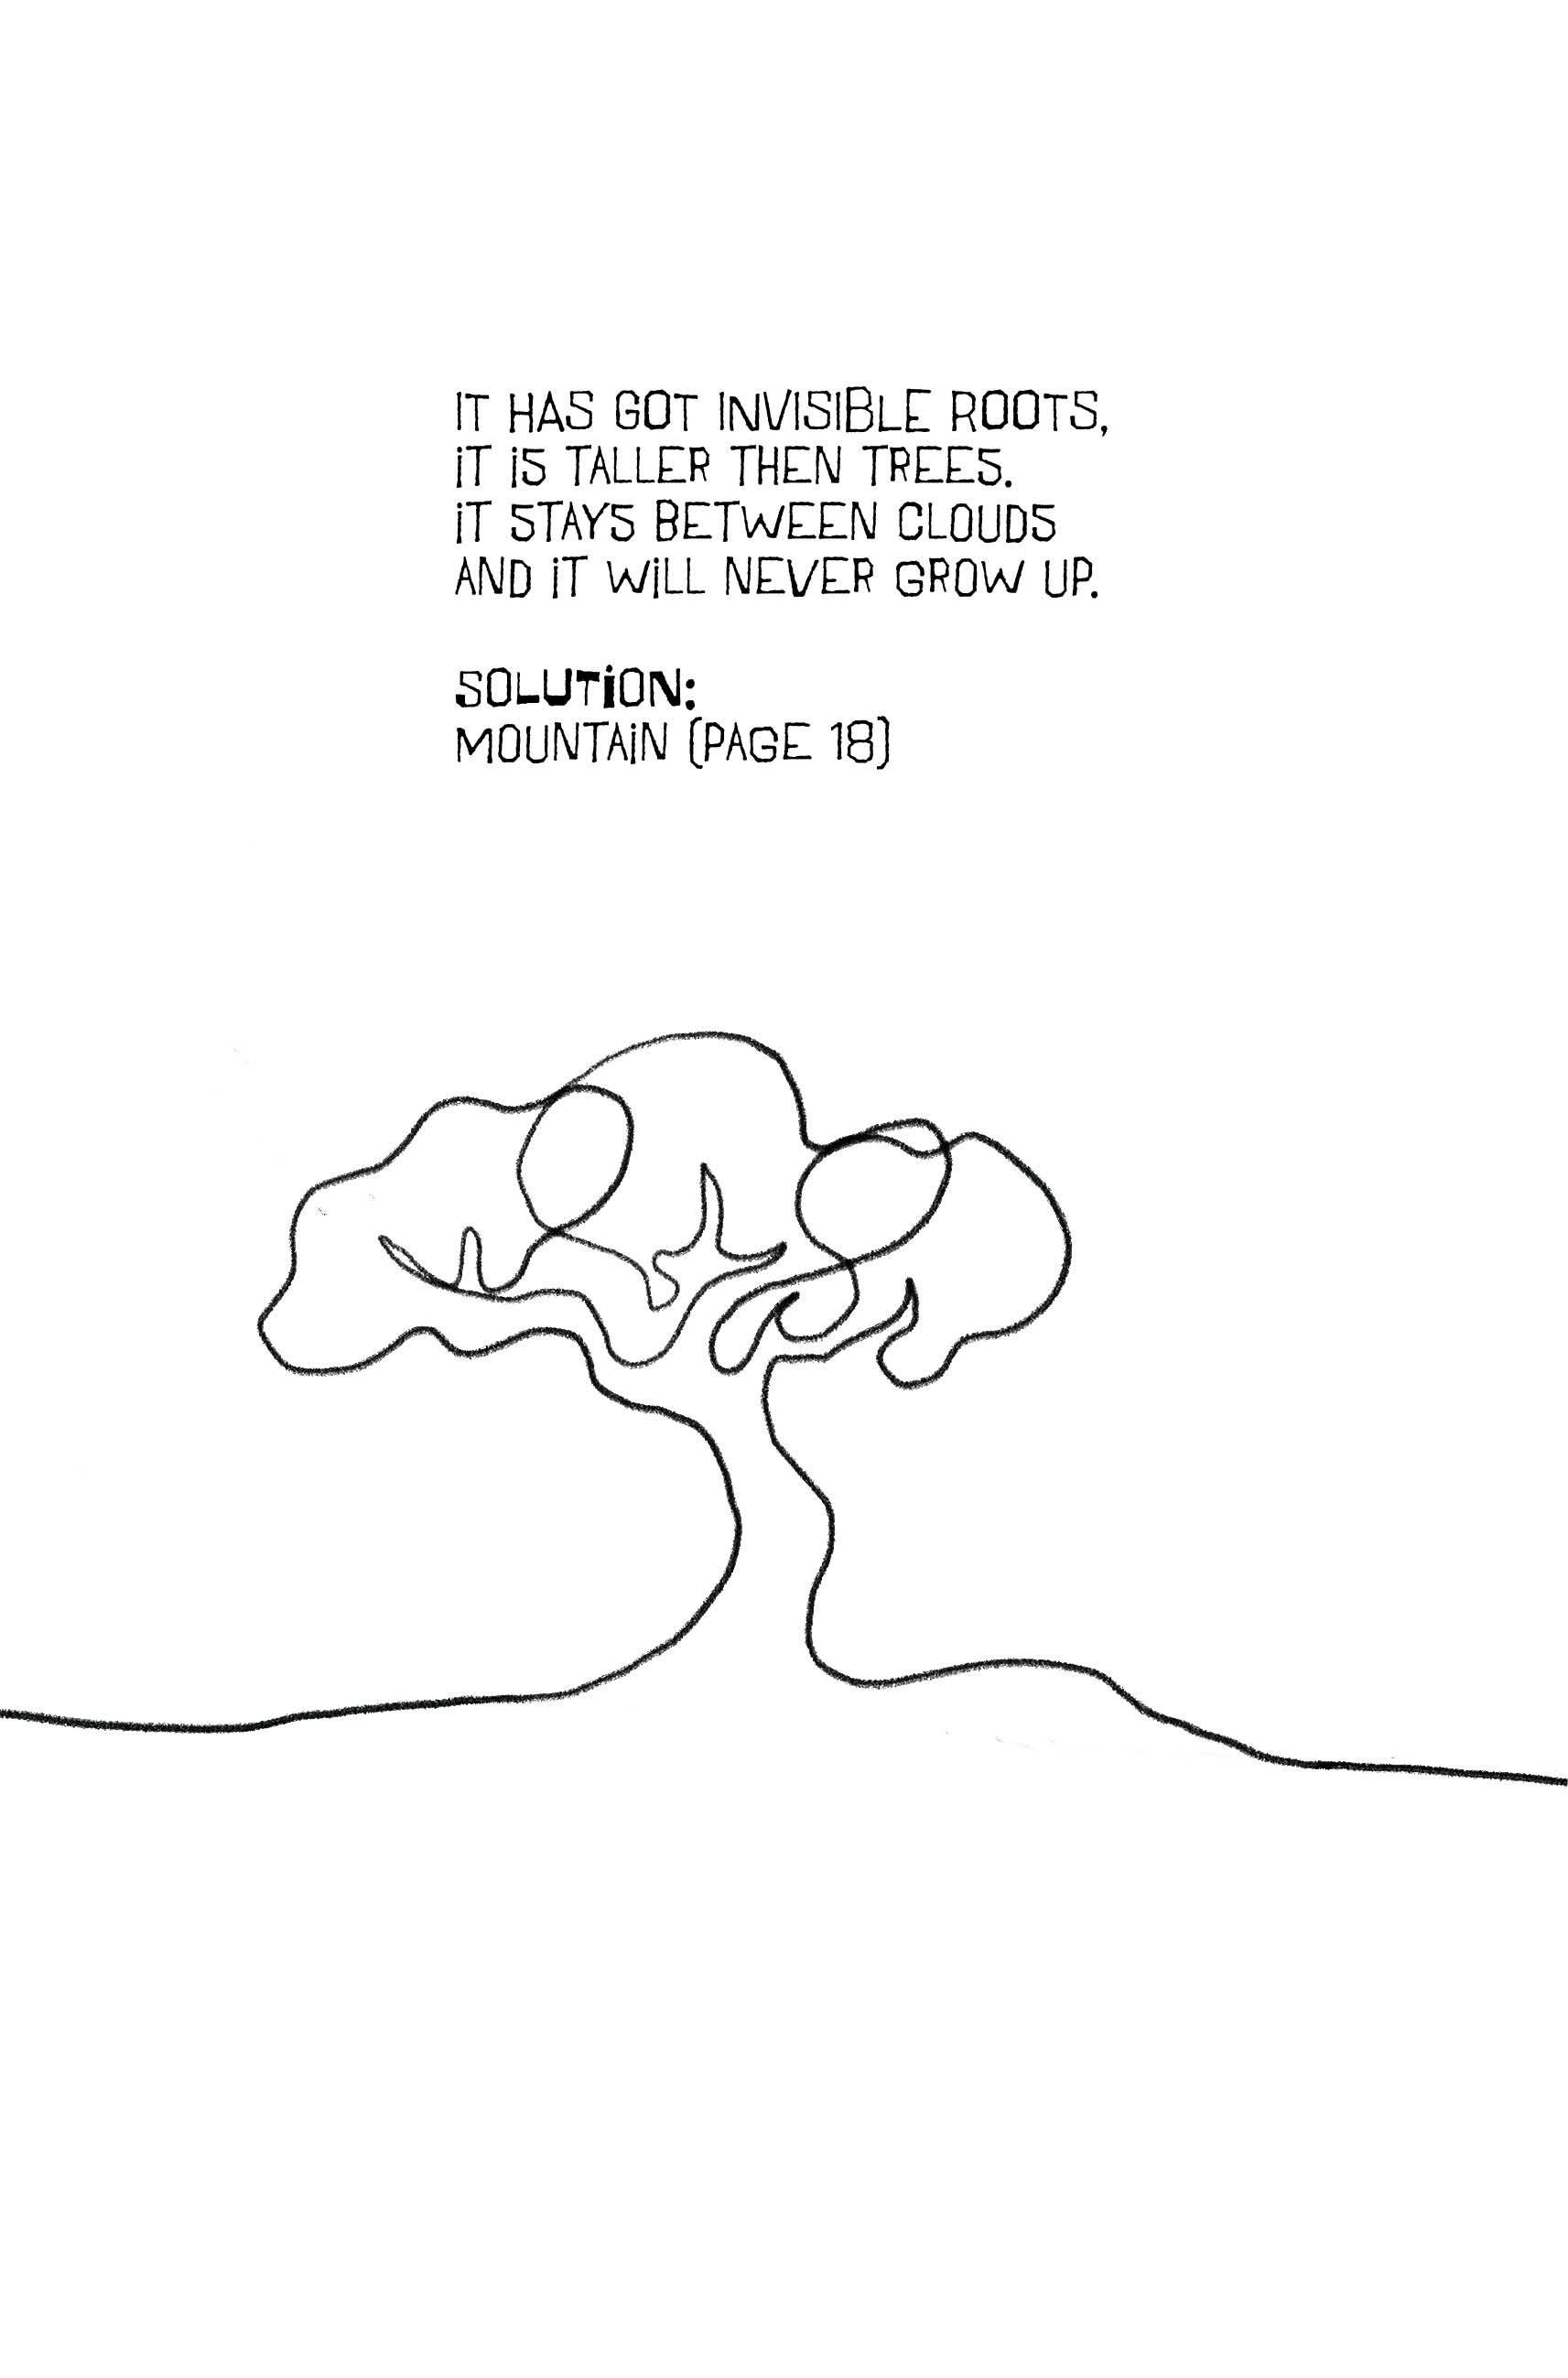 IT HAS GOT INVISIBLE ROOTS,
IT IS TALLER THEN TREES.
IT STAYS BETWEEN CLOUDS
AND IT WILL NEVER GROW UP.
SOLUTION:
MOUNTAIN (PAGE 18)